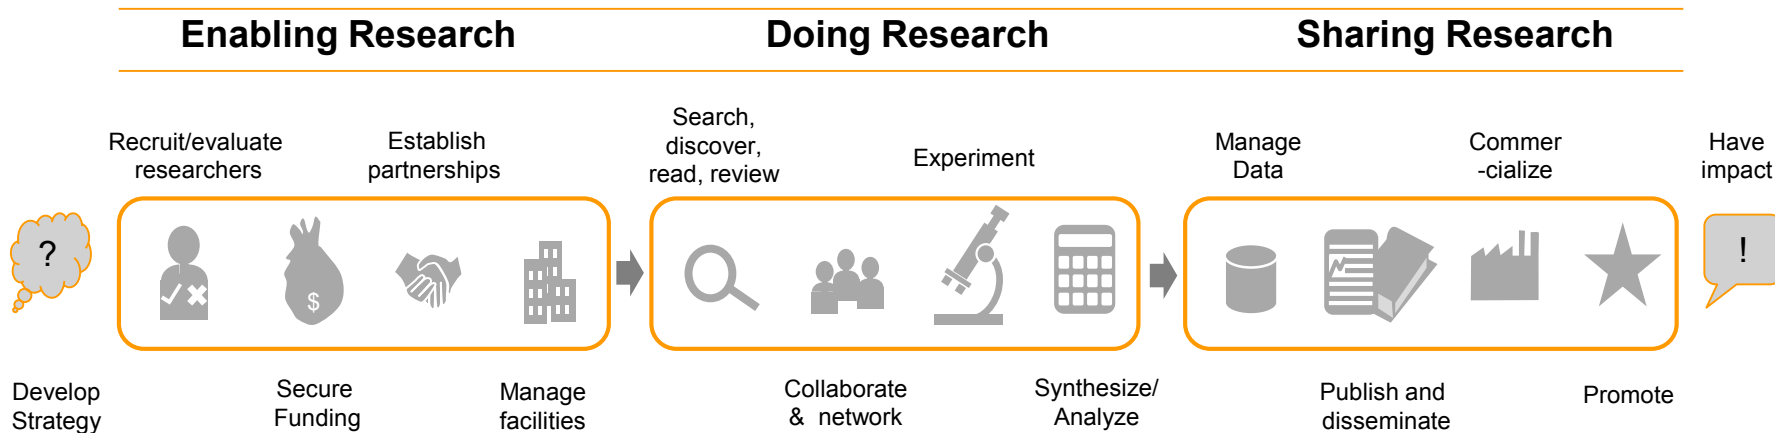 Enabling Research
Doing Research
Sharing Research
Recruit/evaluate
researchers
Establish
partnerships
Search,
discover,
read, review
Experiment
Manage
Data
Commer
-cialize
Have
impact
?
$
!
Develop
Strategy
Secure
Funding
Manage
facilities
Collaborate
& network
Synthesize/
Analyze
Publish and
disseminate
Promote